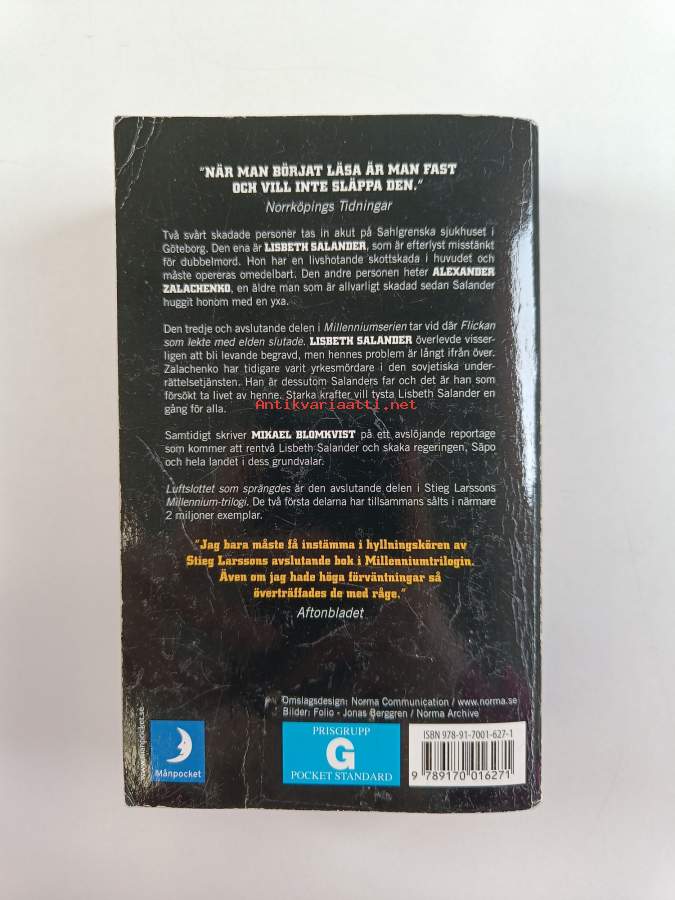 "NÄR MAN BÖRJAT LÄSA ÄR MAN FAST
OCH VILL INTE SLÄPPA DEN."
Norrköpings Tidningar
Två svårt skadade personer tas in akut på Sahlgrenska sjukhuset i
Göteborg. Den ena är LISBETH SALANDER, som är efterlyst misstänkt
för dubbelmord. Hon har en livshotande skottskada i huvudet och
måste opereras omedelbart. Den andre personen heter ALEXANDER
ZALACHENKO, en äldre man som är allvarligt skadad sedan Salander
huggit honom med en yxa.
Den tredje och avslutande delen i Millenniumserien tar vid där Flickan
som lekte med elden slutade. LISBETH SALANDER överlevde visser-
ligen att bli levande begravd, men hennes problem är långt ifrån över.
Zalachenko har tidigare varit yrkesmördare i den sovjetiska under-
rättelsetjänsten. Han är dessutom Salanders far och det är han som
försökt ta livet av henne. Starka krafter vill tysta Lisbeth Salander en
gång för alla.
Antikvariaatti.net
Samtidigt skriver MIKAEL BLOMKVIST på ett avslöjande reportage
som kommer att rentvå Lisbeth Salander och skaka regeringen, Säpo
och hela landet i dess grundvalar.
Luftslottet som sprängdes är den avslutande delen i Stieg Larssons
Millennium-trilogi. De två första delarna har tillsammans sålts i närmare
2 miljoner exemplar.
"Jag bara måste få instämma i hyllningskören av
Stieg Larssons avslutande bok i Millenniumtrilogin.
Även om jag hade höga förväntningar så
överträffades de med råge."
Aftonbladet
Omslagsdesign: Norma Communication / www.norma.se
Bilder: Folio - Jonas Berggren / Norma Archive
www.manpocket.se
Månpocket
PRISGRUPP
G
POCKET STANDARD
ISBN 978-91-7001-627-1
9 789170 016271